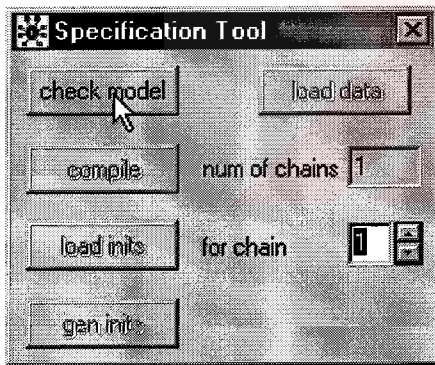 Specification Tool
check model load data
compile num of chains 1
load inits for chain 1
gen inits